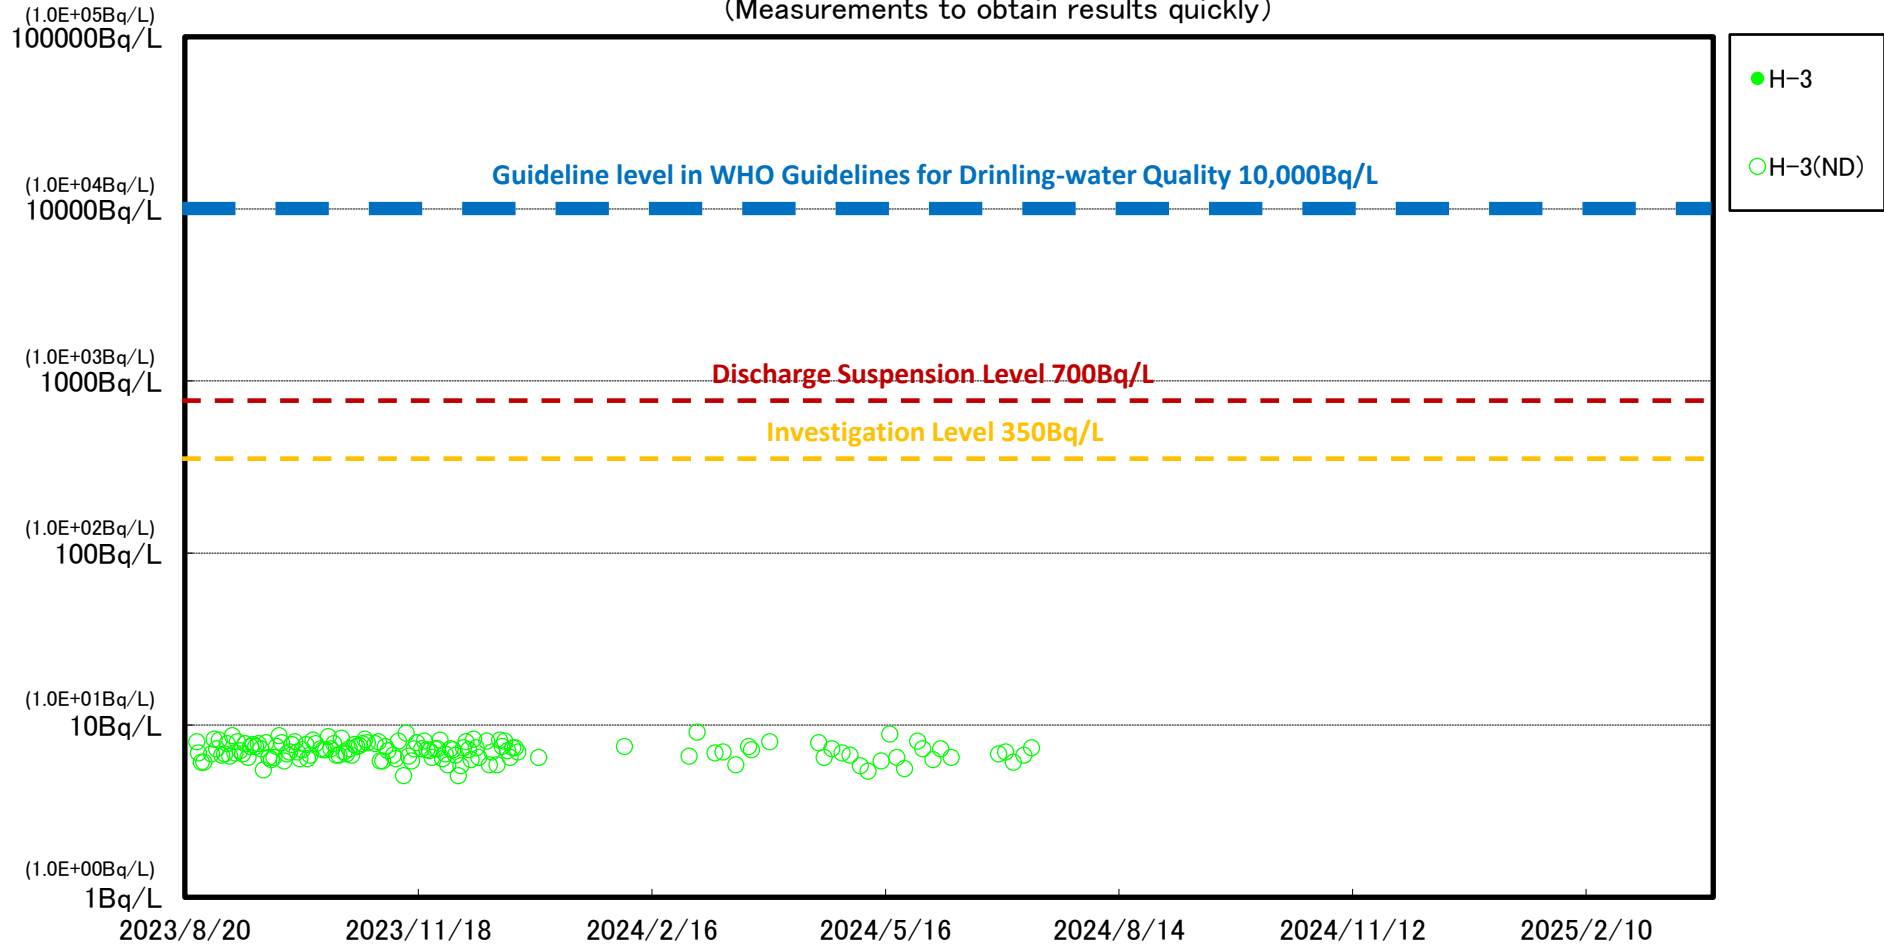 (Measurements to obtain results quickly)
(1.0E+05Bq/L)
100000Bq/L
H-3
H-3(ND)
Guideline level in WHO Guidelines for Drinling-water Quality 10,000Bq/L
(1.0E+04Bq/L)
10000Bq/L
(1.0E+03Bq/L)
1000Bq/L
Discharge Suspension Level 700Bq/L
Investigation Level 350Bq/L
(1.0E+02Bq/L)
100Bq/L
(1.0E+01Bq/L)
10Bq/L
(1.0E+00Bq/L)
1Bq/L
2023/8/20 2023/11/18 2024/2/16 2024/5/16 2024/8/14 2024/11/12 2025/2/10